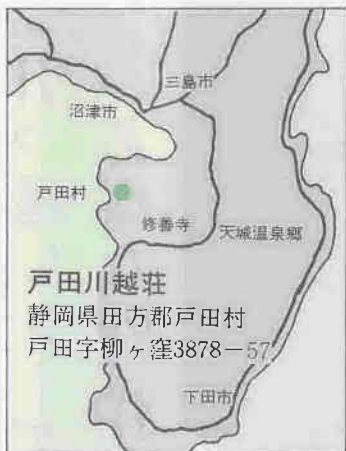 三島市
沼津市
戸田村
修善寺
天城温泉郷
戸田川越荘
静岡県田方郡戸田村
戸田字柳ヶ窪3878-57
下田市